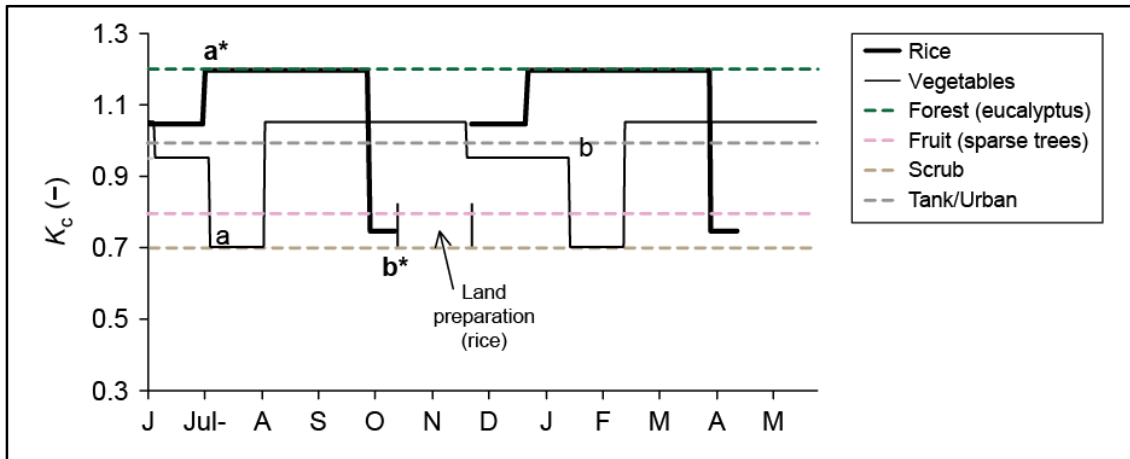 1.3
1.1
0.9
0.7
0.5
0.3
Kc (–)
a*
b
a
b*
Land
preparation
(rice)
J Jul- A S O N D J F M A M
Rice
Vegetables
Forest (eucalyptus)
Fruit (sparse trees)
Scrub
Tank/Urban